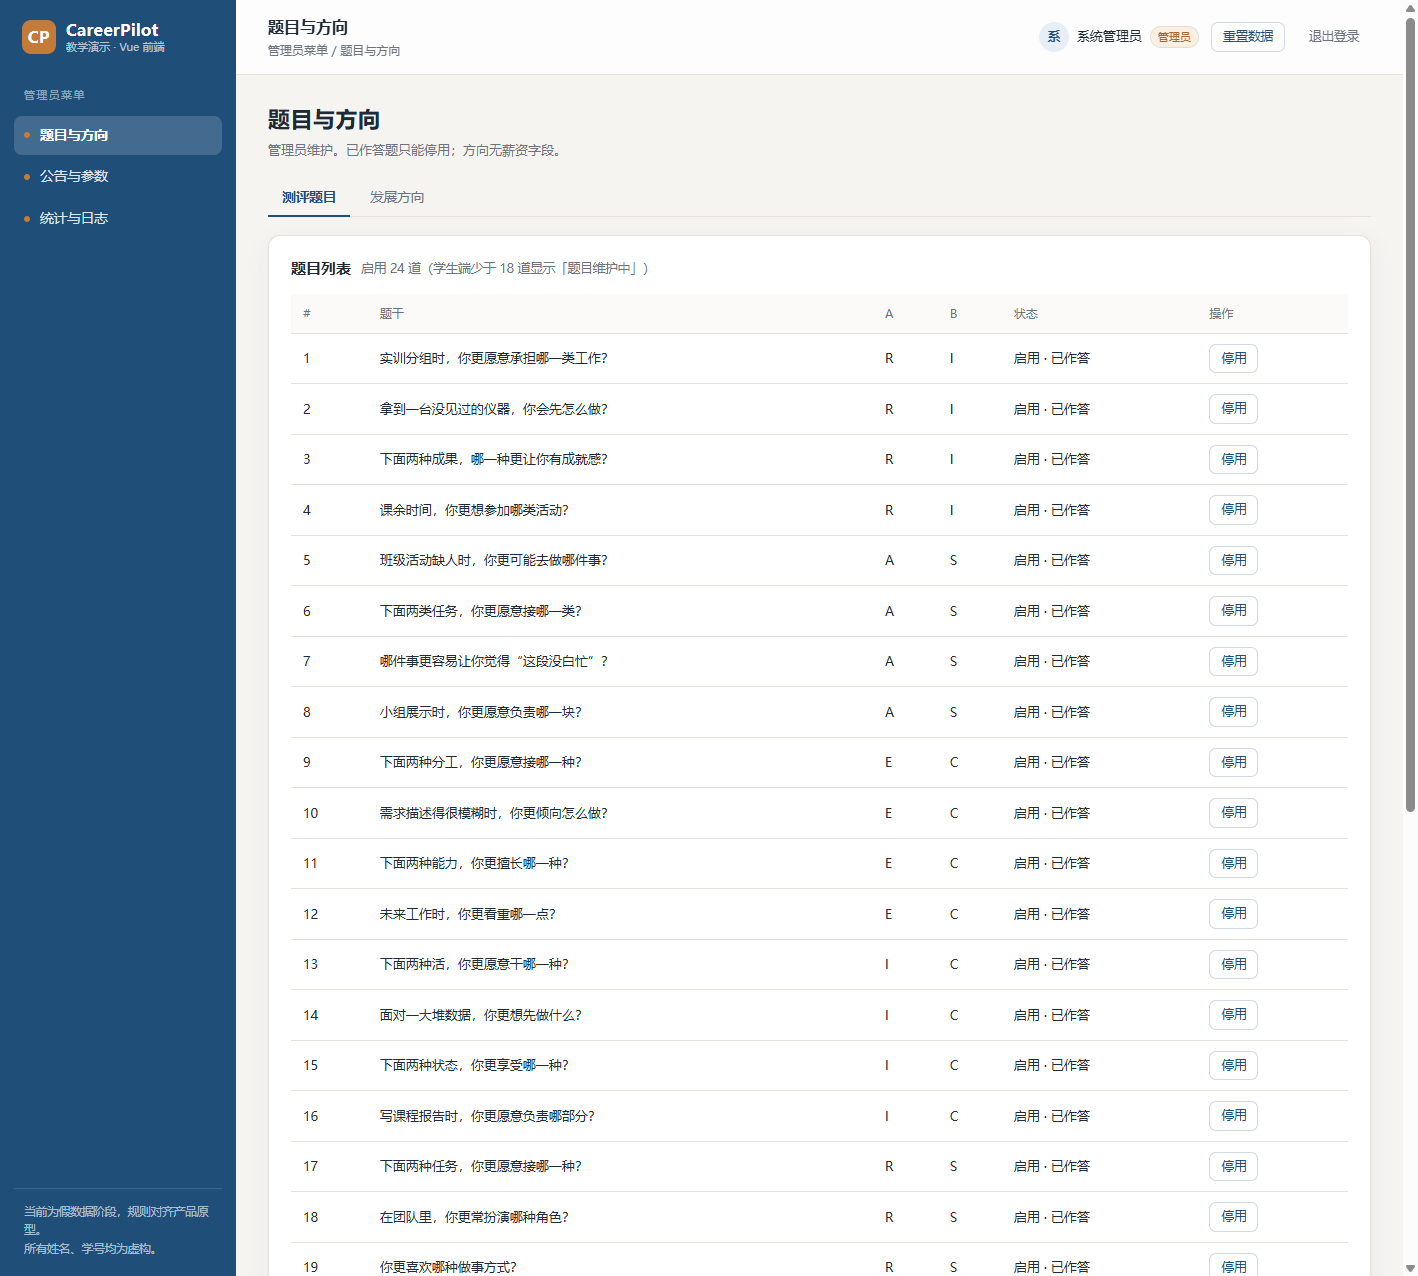 CP
CareerPilot
教学演示 · Vue 前端
管理员菜单
题目与方向
公告与参数
统计与日志
当前为假数据阶段，规则对齐产品原型。
所有姓名、学号均为虚构。
题目与方向
管理员菜单 / 题目与方向
系 系统管理员 管理员 重置数据 退出登录
题目与方向
管理员维护。已作答题只能停用；方向无薪资字段。
测评题目 发展方向
题目列表 启用 24 道（学生端少于 18 道显示「题目维护中」）
# 题干 A B 状态 操作
1 实训分组时，你更愿意承担哪一类工作？ R I 启用 · 已作答 停用
2 拿到一台没见过的仪器，你会先怎么做？ R I 启用 · 已作答 停用
3 下面两种成果，哪一种更让你有成就感？ R I 启用 · 已作答 停用
4 课余时间，你更想参加哪类活动？ R I 启用 · 已作答 停用
5 班级活动缺人时，你更可能去做哪件事？ A S 启用 · 已作答 停用
6 下面两类任务，你更愿意接哪一类？ A S 启用 · 已作答 停用
7 哪件事更容易让你觉得“这段没白忙”？ A S 启用 · 已作答 停用
8 小组展示时，你更愿意负责哪一块？ A S 启用 · 已作答 停用
9 下面两种分工，你更愿意接哪一种？ E C 启用 · 已作答 停用
10 需求描述得很模糊时，你更倾向怎么做？ E C 启用 · 已作答 停用
11 下面两种能力，你更擅长哪一种？ E C 启用 · 已作答 停用
12 未来工作时，你更看重哪一点？ E C 启用 · 已作答 停用
13 下面两种活，你更愿意干哪一种？ I C 启用 · 已作答 停用
14 面对一大堆数据，你更想先做什么？ I C 启用 · 已作答 停用
15 下面两种状态，你更享受哪一种？ I C 启用 · 已作答 停用
16 写课程报告时，你更愿意负责哪部分？ I C 启用 · 已作答 停用
17 下面两种任务，你更愿意接哪一种？ R S 启用 · 已作答 停用
18 在团队里，你更常扮演哪种角色？ R S 启用 · 已作答 停用
19 你更喜欢哪种做事方式？ R S 启用 · 已作答 停用